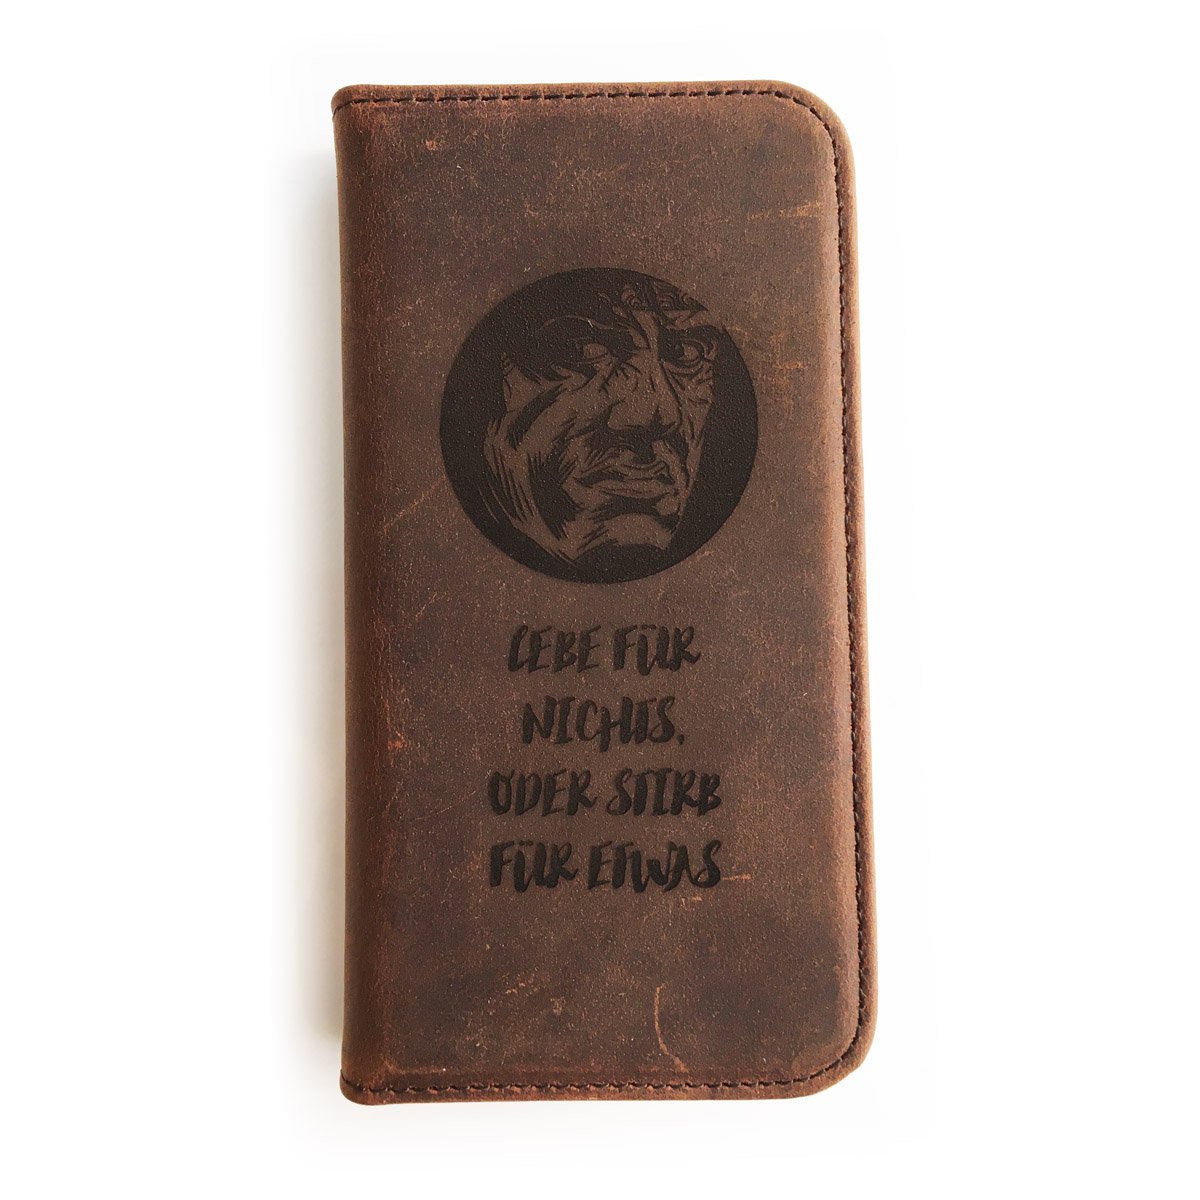 LEBE FÜR
NICHTS,
ODER STIRB
FÜR ETWAS